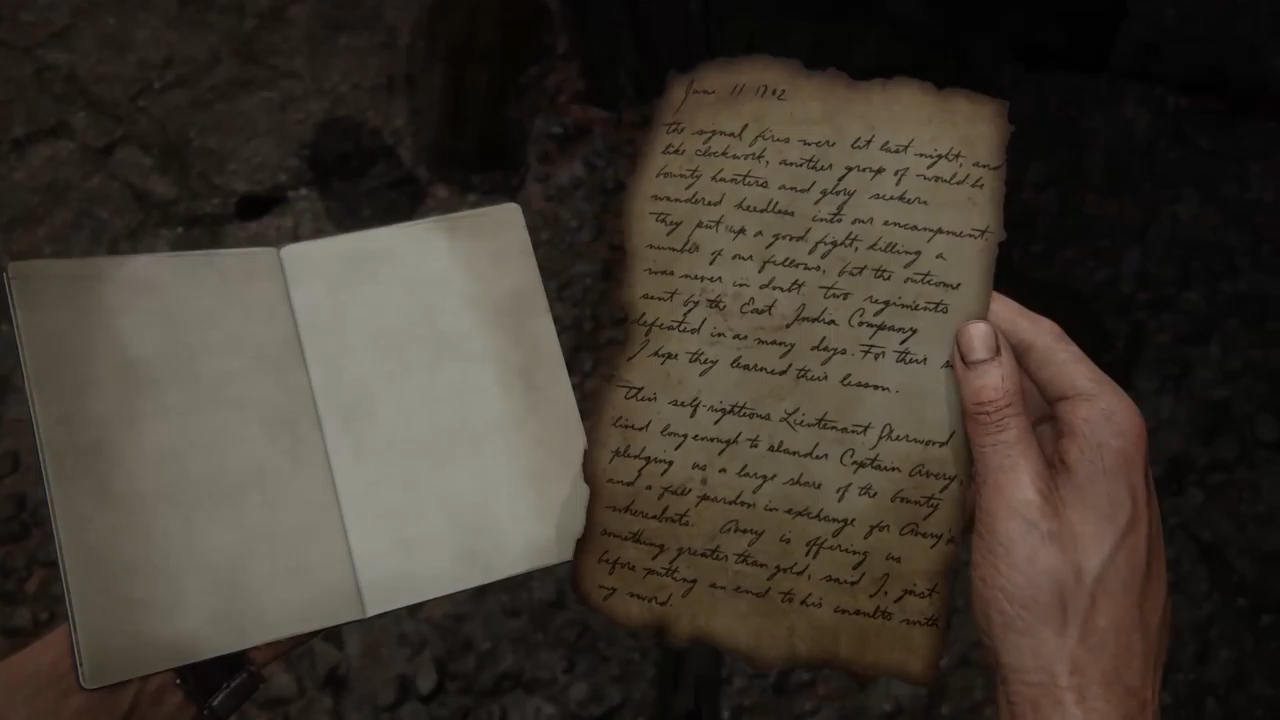 June 11 1702
the signal fires were lit last night, and
like clockwork, another group of would-be
bounty hunters and glory seekers
wandered heedless into our encampment.
they put up a good fight, killing a
number of our fellows, but the outcome
was never in doubt. two regiments
sent by the East India Company
defeated in as many days. For their
I hope they learned their lesson.
Their self-righteous Lieutenant Sherwood
lived long enough to slander Captain Avery,
pledging us a large share of the bounty
and a full pardon in exchange for Avery's
whereabouts. Avery is offering us
something greater than gold, said I, just
before putting an end to his insults with
my sword.